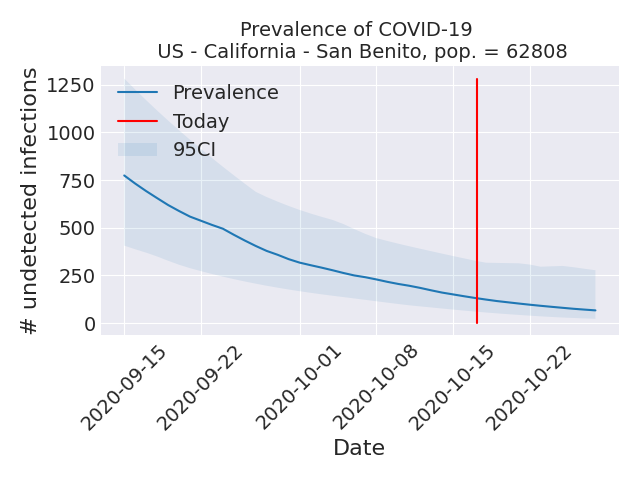 Prevalence of COVID-19
US - California - San Benito, pop. = 62808
# undetected infections
1250
1000
750
500
250
0
Prevalence
Today
95CI
2020-09-15
2020-09-22
2020-10-01
2020-10-08
2020-10-15
2020-10-22
Date